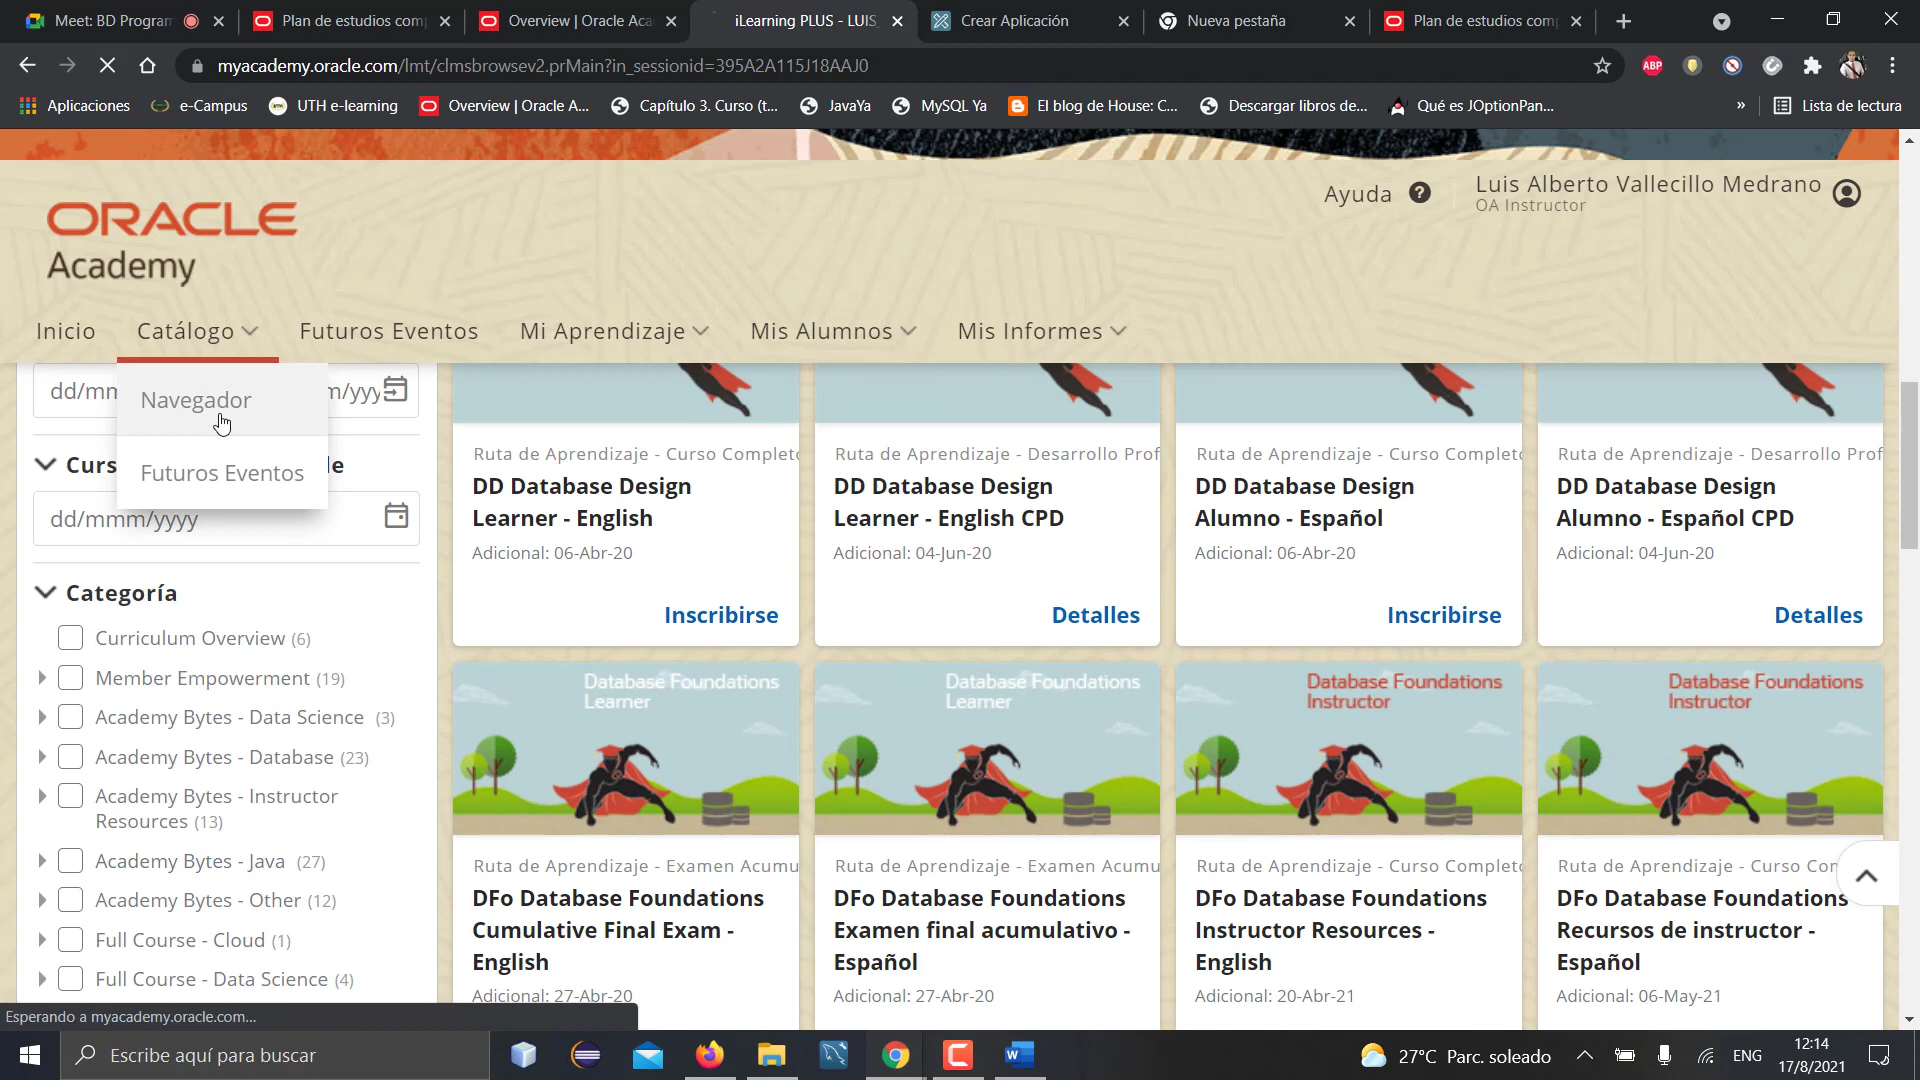 Meet: BD Program
Plan de estudios com
Overview | Oracle Aca
iLearning PLUS - LUIS
Crear Aplicación
Nueva pestaña
Plan de estudios com
myacademy.oracle.com/lmt/clmsbrowsev2.prMain?in_sessionid=395A2A115J18AAJ0
ABP
Aplicaciones
e-Campus
UTH e-learning
Overview | Oracle A...
Capítulo 3. Curso (t...
JavaYa
MySQL Ya
El blog de House: C...
Descargar libros de...
Qué es JOptionPan...
»
Lista de lectura
ORACLE
Academy
Ayuda ?
Luis Alberto Vallecillo Medrano
OA Instructor
Inicio
Catálogo
Futuros Eventos
Mi Aprendizaje
Mis Alumnos
Mis Informes
Navegador
Futuros Eventos
dd/mm
m/yyy
Curs
le
dd/mmm/yyyy
Categoría
Curriculum Overview (6)
Member Empowerment (19)
Academy Bytes - Data Science (3)
Academy Bytes - Database (23)
Academy Bytes - Instructor
Resources (13)
Academy Bytes - Java (27)
Academy Bytes - Other (12)
Full Course - Cloud (1)
Full Course - Data Science (4)
Ruta de Aprendizaje - Curso Completo
DD Database Design
Learner - English
Adicional: 06-Abr-20
Inscribirse
Ruta de Aprendizaje - Desarrollo Prof
DD Database Design
Learner - English CPD
Adicional: 04-Jun-20
Detalles
Ruta de Aprendizaje - Curso Completo
DD Database Design
Alumno - Español
Adicional: 06-Abr-20
Inscribirse
Ruta de Aprendizaje - Desarrollo Prof
DD Database Design
Alumno - Español CPD
Adicional: 04-Jun-20
Detalles
Database Foundations
Learner
Ruta de Aprendizaje - Examen Acumu
DFo Database Foundations
Cumulative Final Exam -
English
Adicional: 27-Abr-20
Database Foundations
Learner
Ruta de Aprendizaje - Examen Acumu
DFo Database Foundations
Examen final acumulativo -
Español
Adicional: 27-Abr-20
Database Foundations
Instructor
Ruta de Aprendizaje - Curso Completo
DFo Database Foundations
Instructor Resources -
English
Adicional: 20-Abr-21
Database Foundations
Instructor
Ruta de Aprendizaje - Curso Con
DFo Database Foundations
Recursos de instructor -
Español
Adicional: 06-May-21
Esperando a myacademy.oracle.com...
Escribe aquí para buscar
27°C Parc. soleado
ENG
12:14
17/8/2021